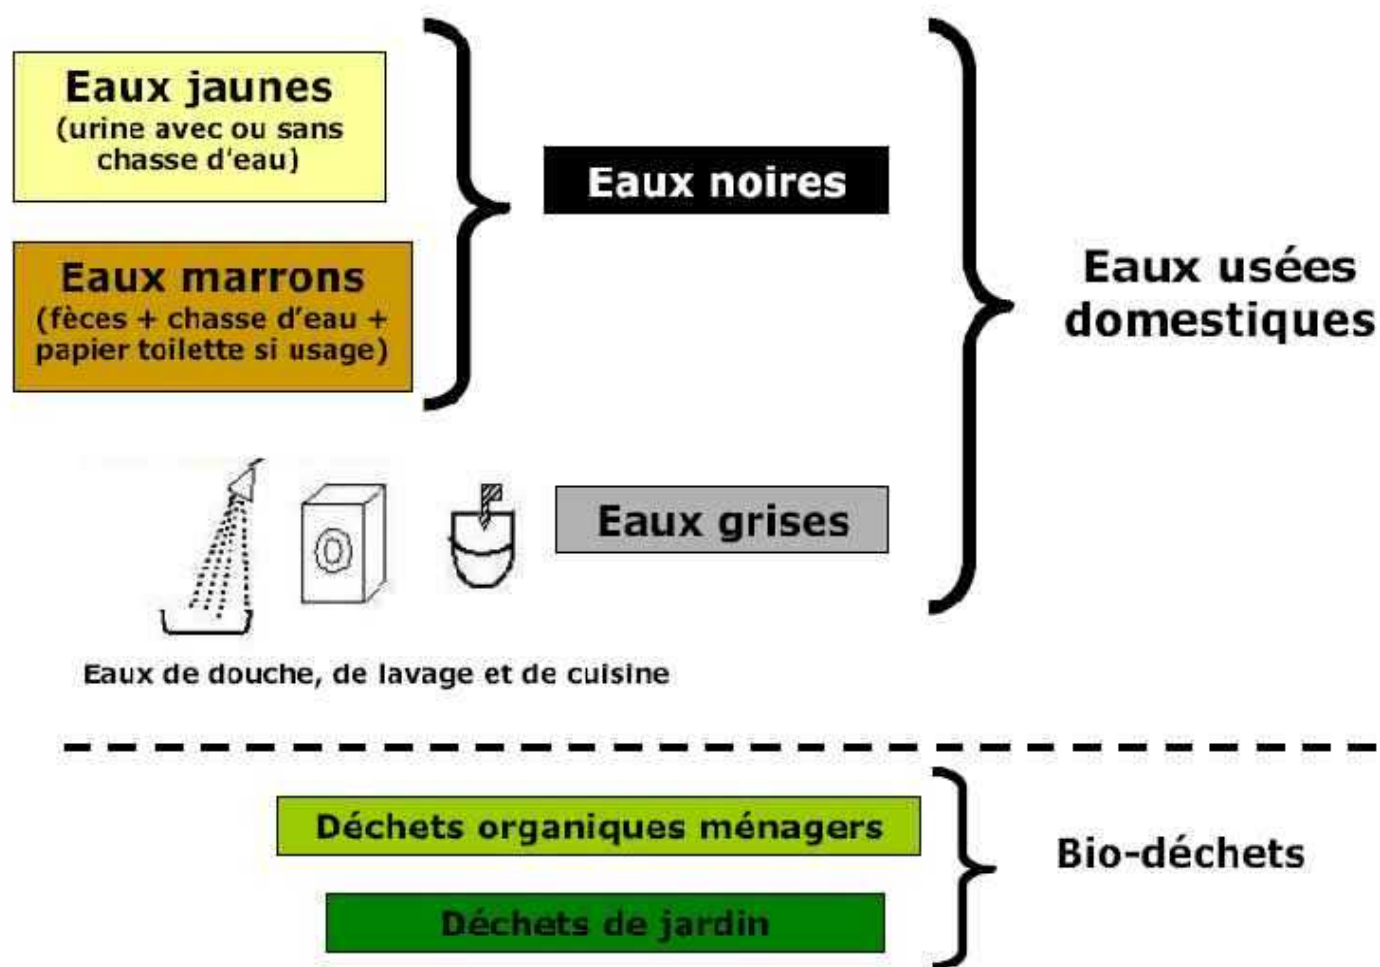 Eaux jaunes
(urine avec ou sans
chasse d'eau)
Eaux noires
Eaux marrons
(fèces + chasse d'eau +
papier toilette si usage)
Eaux usées
domestiques
Eaux grises
Eaux de douche, de lavage et de cuisine
Déchets organiques ménagers
Bio-déchets
Déchets de jardin